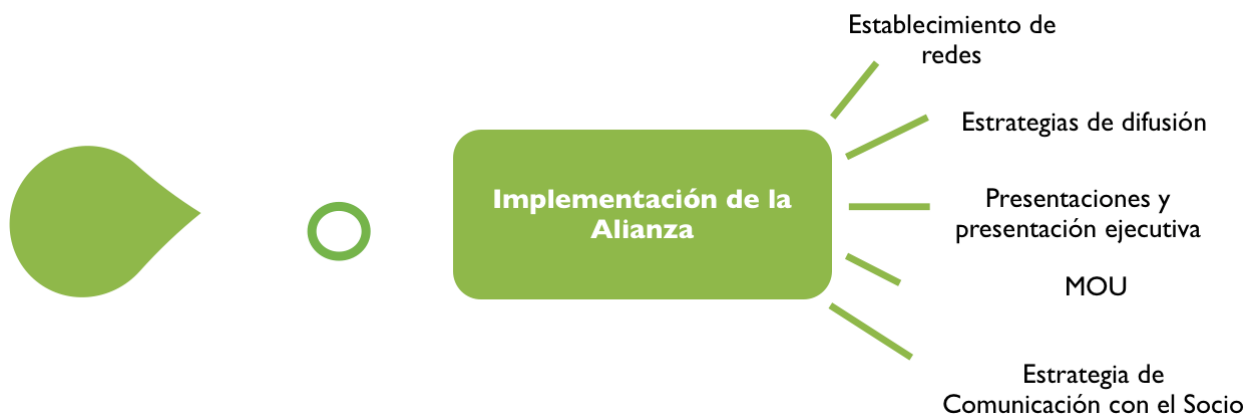 Establecimiento de
redes
Estrategias de difusión
Implementación de la
Alianza
Presentaciones y
presentación ejecutiva
MOU
Estrategia de
Comunicación con el Socio